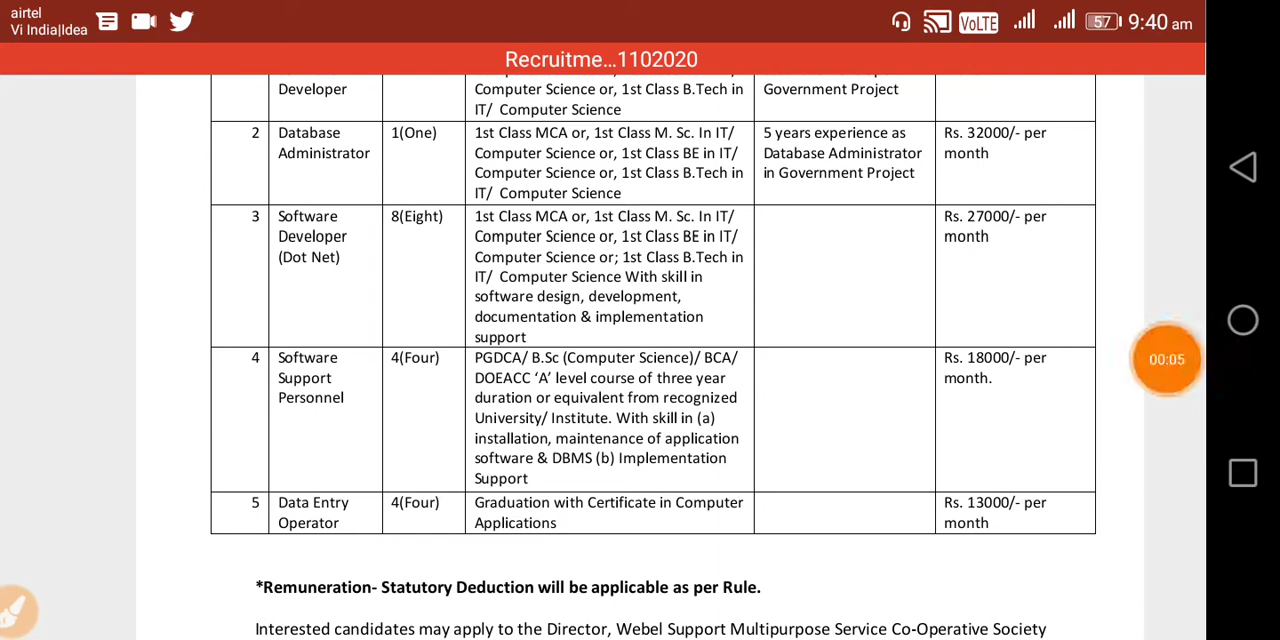 airtel
Vi India|Idea
VoLTE
57
9:40 am
Recruitme...1102020
Developer
Computer Science or, 1st Class B.Tech in
IT/ Computer Science
Government Project
2
Database
Administrator
1(One)
1st Class MCA or, 1st Class M. Sc. In IT/
Computer Science or, 1st Class BE in IT/
Computer Science or, 1st Class B.Tech in
IT/ Computer Science
5 years experience as
Database Administrator
in Government Project
Rs. 32000/- per
month
3
Software
Developer
(Dot Net)
8(Eight)
1st Class MCA or, 1st Class M. Sc. In IT/
Computer Science or, 1st Class BE in IT/
Computer Science or; 1st Class B.Tech in
IT/ Computer Science With skill in
software design, development,
documentation & implementation
support
Rs. 27000/- per
month
4
Software
Support
Personnel
4(Four)
PGDCA/ B.Sc (Computer Science)/ BCA/
DOEACC ‘A’ level course of three year
duration or equivalent from recognized
University/ Institute. With skill in (a)
installation, maintenance of application
software & DBMS (b) Implementation
Support
Rs. 18000/- per
month.
5
Data Entry
Operator
4(Four)
Graduation with Certificate in Computer
Applications
Rs. 13000/- per
month
00:05
*Remuneration- Statutory Deduction will be applicable as per Rule.
Interested candidates may apply to the Director, Webel Support Multipurpose Service Co-Operative Society